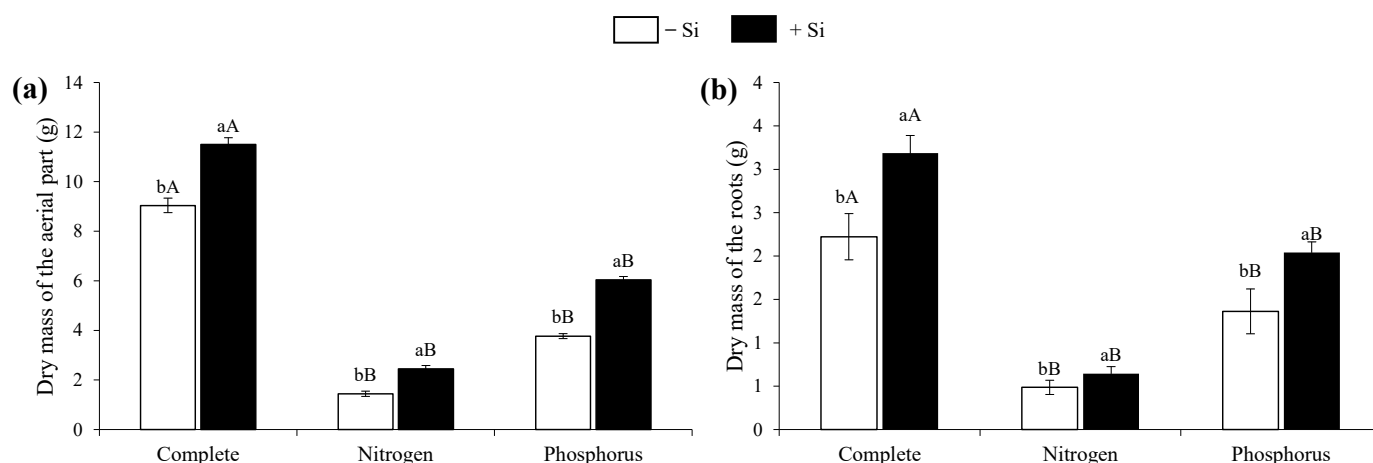 − Si + Si
(a)
Dry mass of the aerial part (g)
14
12
10
8
6
4
2
0
bA
aA
bB
aB
bB
aB
Complete Nitrogen Phosphorus
(b)
Dry mass of the roots (g)
4
4
3
3
2
2
1
1
0
bA
aA
bB
aB
bB
aB
Complete Nitrogen Phosphorus